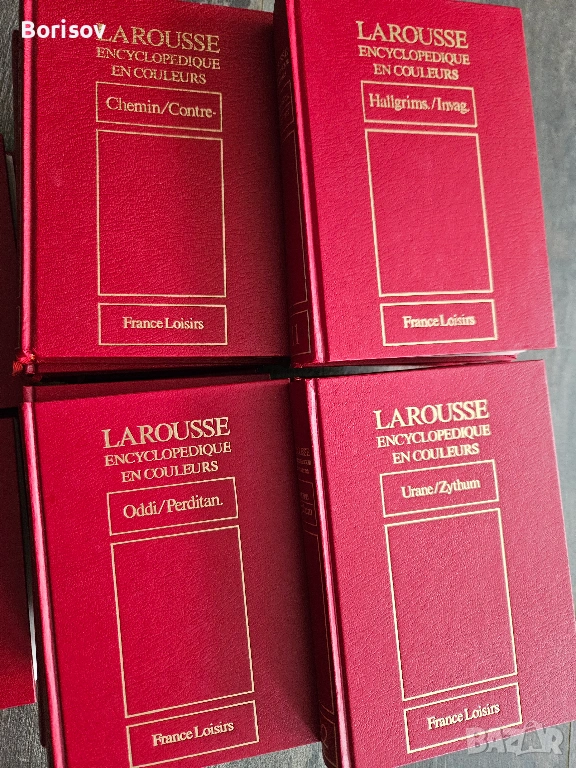 Borisov
LAROUSSE
ENCYCLOPEDIQUE
EN COULEURS
Chemin/Contre-
France Loisirs
LAROUSSE
ENCYCLOPEDIQUE
EN COULEURS
Hallgrims./Invag.
France Loisirs
LAROUSSE
ENCYCLOPEDIQUE
EN COULEURS
Oddi/Perditan.
France Loisirs
LAROUSSE
ENCYCLOPEDIQUE
EN COULEURS
Urane/Zythum
France Loisirs
BAZAR